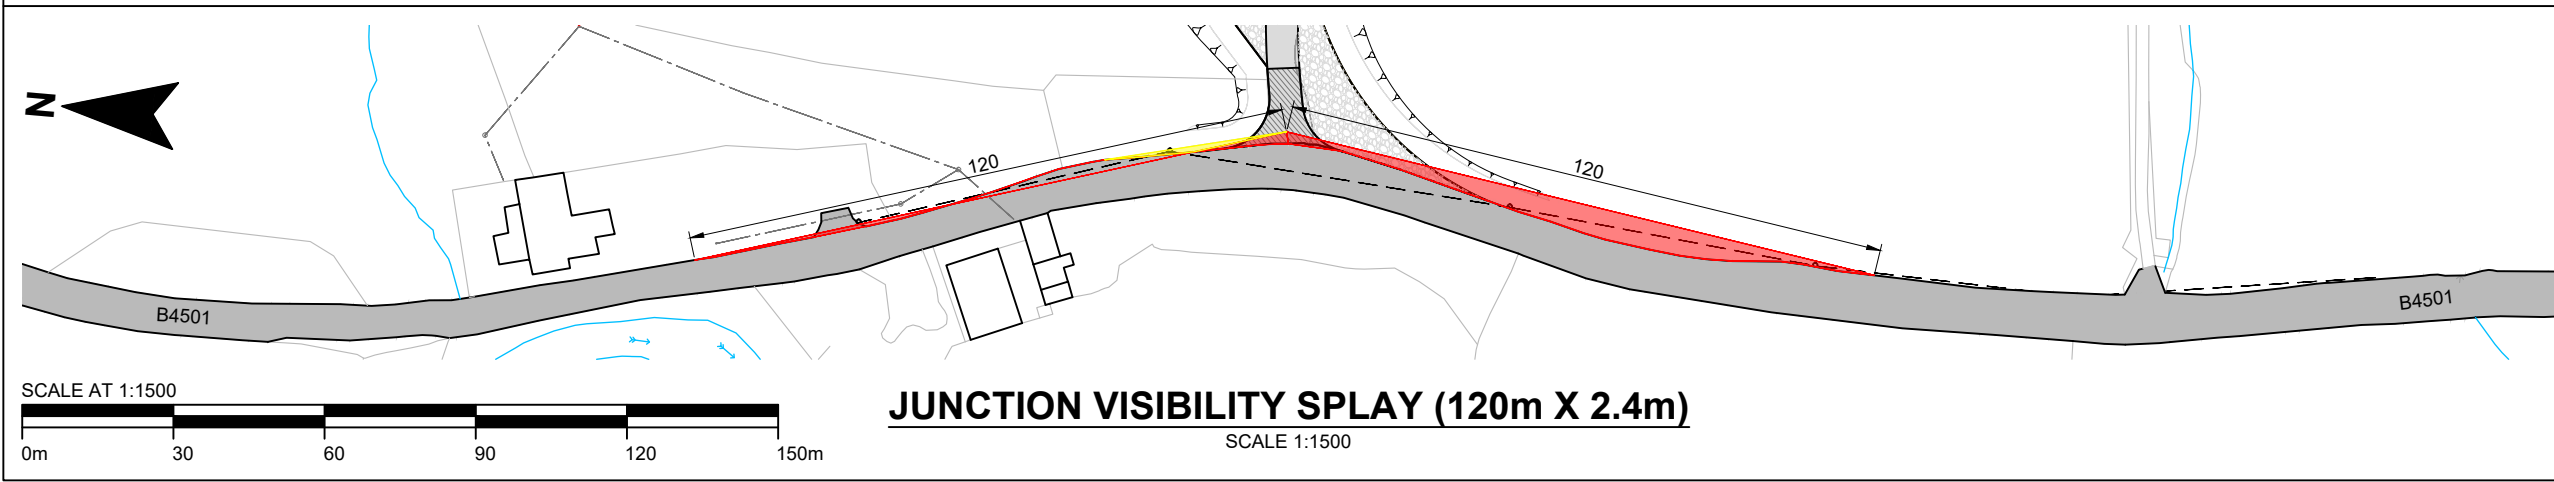 N
120
120
B4501
B4501
SCALE AT 1:1500
0m 30 60 90 120 150m
JUNCTION VISIBILITY SPLAY (120m X 2.4m)
SCALE 1:1500